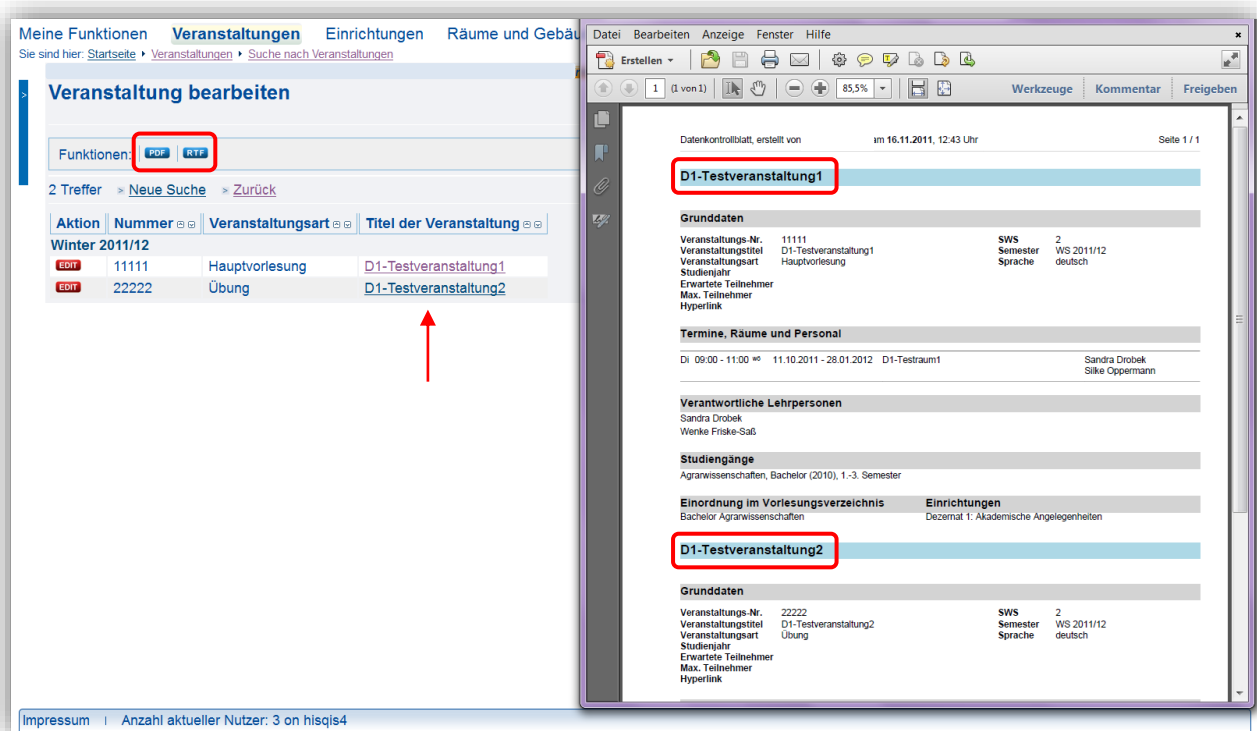 Meine Funktionen Veranstaltungen Einrichtungen Räume und Gebäu
Sie sind hier: Startseite Veranstaltungen Suche nach Veranstaltungen
Veranstaltung bearbeiten
Funktionen: PDF RTF
2 Treffer Neue Suche Zurück
Aktion Nummer Veranstaltungsart Titel der Veranstaltung
Winter 2011/12
EDIT 11111 Hauptvorlesung D1-Testveranstaltung1
EDIT 22222 Übung D1-Testveranstaltung2
Impressum | Anzahl aktueller Nutzer: 3 on hisqis4
Datei Bearbeiten Anzeige Fenster Hilfe
Erstellen
1 (1 von 1) 85,5% Werkzeuge Kommentar Freigeben
Datenkontrollblatt, erstellt von am 16.11.2011, 12:43 Uhr Seite 1 / 1
D1-Testveranstaltung1
Grunddaten
Veranstaltungs-Nr. 11111 SWS 2
Veranstaltungstitel D1-Testveranstaltung1 Semester WS 2011/12
Veranstaltungsart Hauptvorlesung Sprache deutsch
Studienjahr
Erwartete Teilnehmer
Max. Teilnehmer
Hyperlink
Termine, Räume und Personal
Di 09:00 - 11:00 wö 11.10.2011 - 28.01.2012 D1-Testraum1 Sandra Drobek
Silke Oppermann
Verantwortliche Lehrpersonen
Sandra Drobek
Wenke Friske-Saß
Studiengänge
Agrarwissenschaften, Bachelor (2010), 1.-3. Semester
Einordnung im Vorlesungsverzeichnis Einrichtungen
Bachelor Agrarwissenschaften Dezernat 1: Akademische Angelegenheiten
D1-Testveranstaltung2
Grunddaten
Veranstaltungs-Nr. 22222 SWS 2
Veranstaltungstitel D1-Testveranstaltung2 Semester WS 2011/12
Veranstaltungsart Übung Sprache deutsch
Studienjahr
Erwartete Teilnehmer
Max. Teilnehmer
Hyperlink